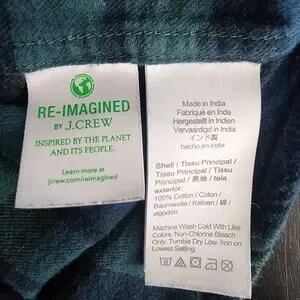 RE-IMAGINED
BY J.CREW
INSPIRED BY THE PLANET
AND ITS PEOPLE.
Learn more at
jcrew.com/reimagined
Made in India
Fabriqué en Inde
Hergestellt in Indien
Vervaardigd in India
インド製
hecho en India
Shell / Tissu Principal /
Tissu Principal / Tissu
Principal / 表地 / tela
exterior:
100% Cotton / Coton /
Baumwolle / Katoen / 綿 /
algodón
Machine Wash Cold With Like
Colors. Non-Chlorine Bleach
Only. Tumble Dry Low. Iron on
Lowest Setting.